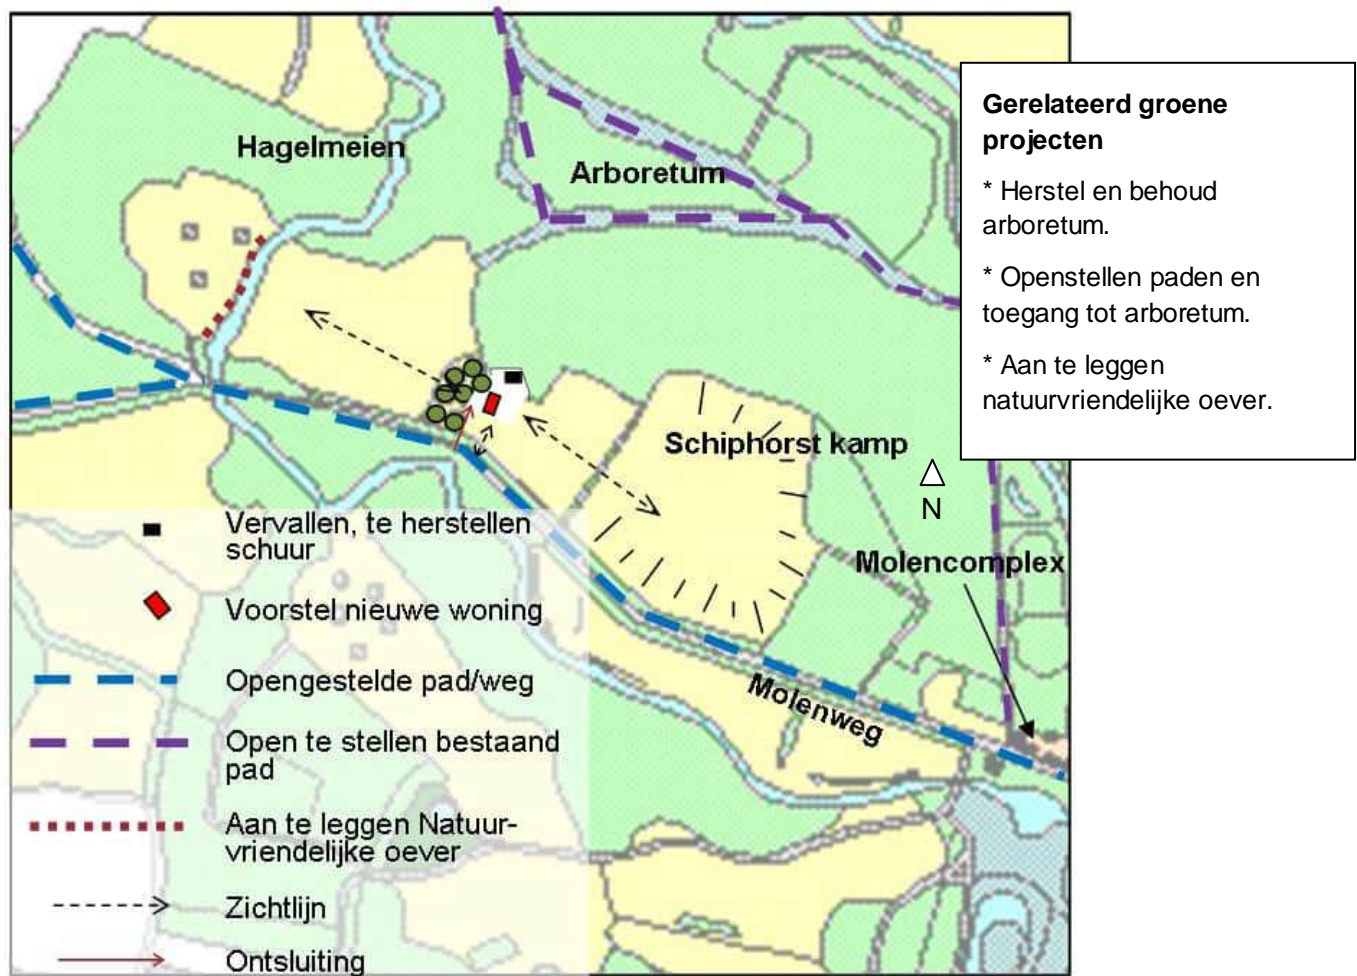 Hagelmeien
Arboretum
Schiphorst kamp
N
Molencomplex
Molenweg
Gerelateerd groene
projecten
* Herstel en behoud
arboretum.
* Openstellen paden en
toegang tot arboretum.
* Aan te leggen
natuurvriendelijke oever.
Vervallen, te herstellen
schuur
Voorstel nieuwe woning
Opengestelde pad/weg
Open te stellen bestaand
pad
Aan te leggen Natuur-
vriendelijke oever
Zichtlijn
Ontsluiting